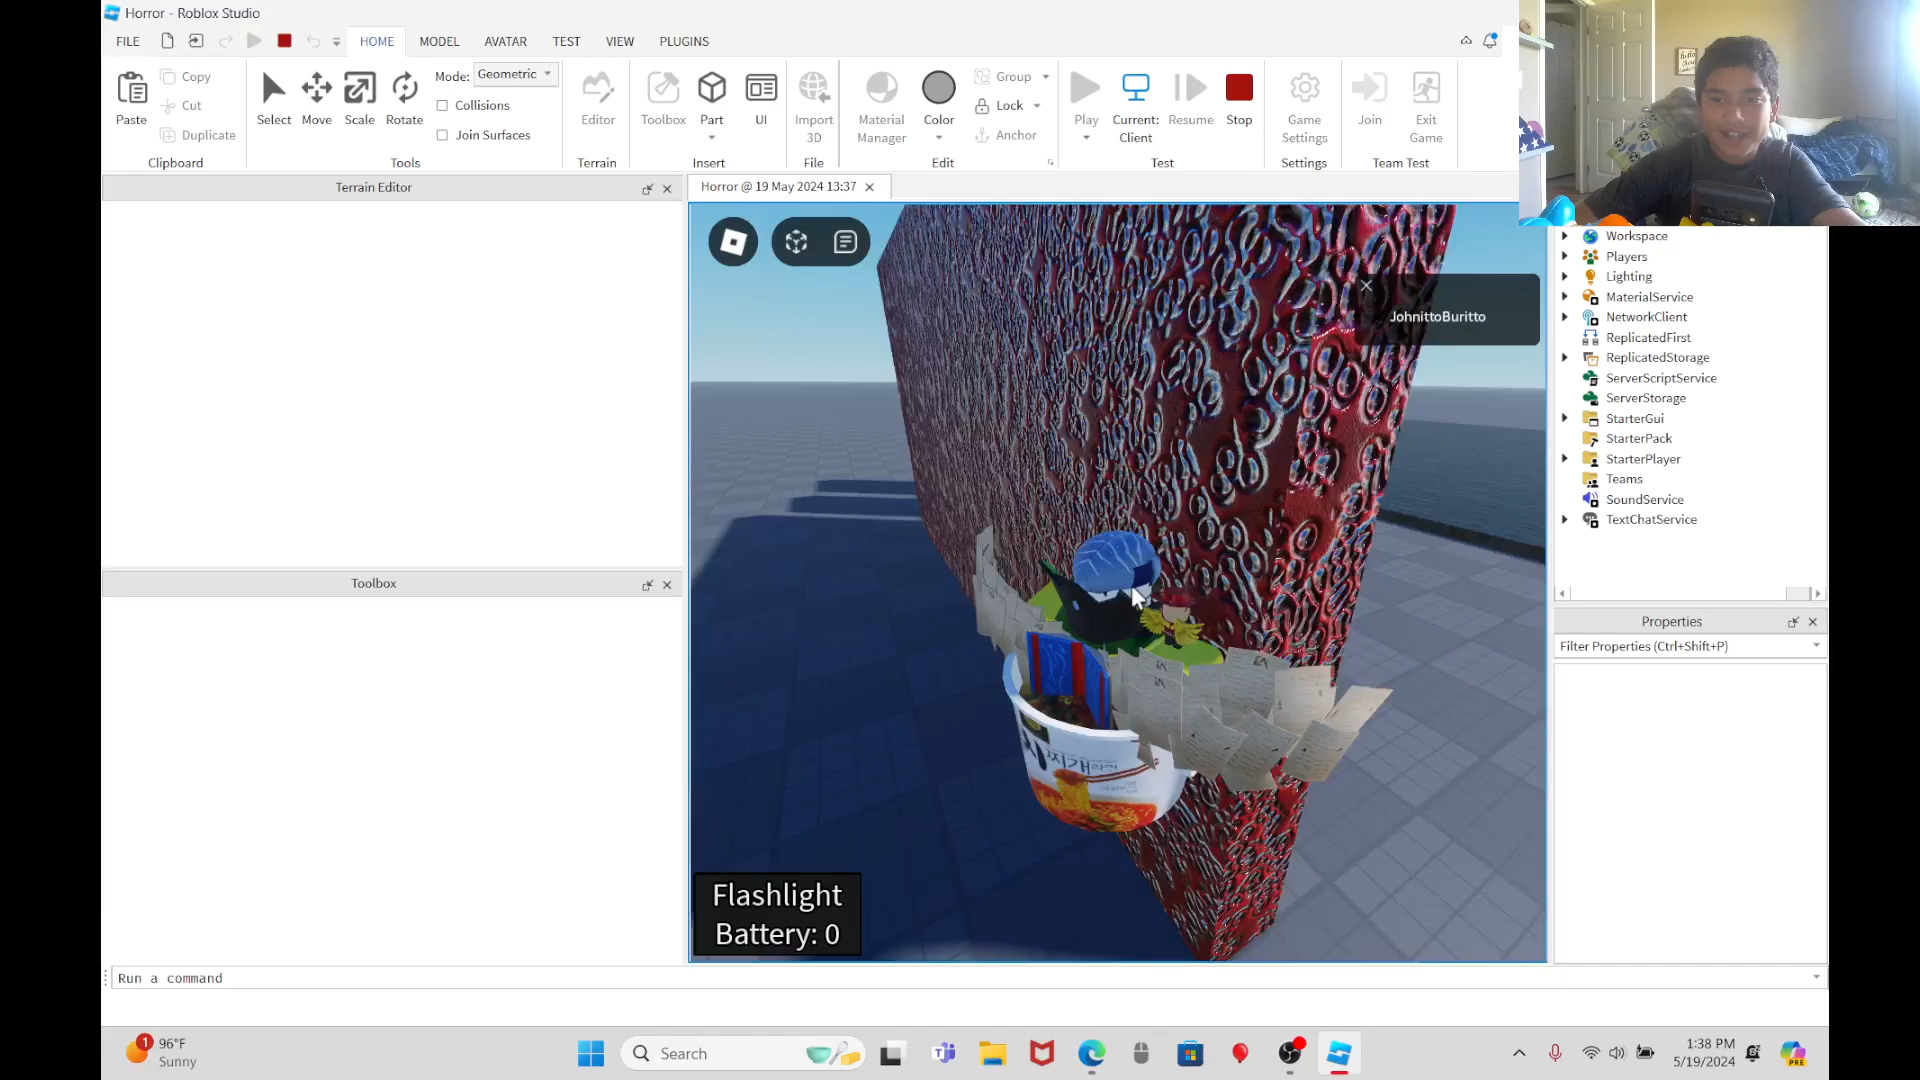 Horror - Roblox Studio
FILE
HOME MODEL AVATAR TEST VIEW PLUGINS
Paste Copy Cut Duplicate
Clipboard
Select Move Scale Rotate
Mode: Geometric
Collisions
Join Surfaces
Tools
Editor
Terrain
Toolbox Part UI
Insert
Import 3D
File
Material Manager
Color
Group
Lock
Anchor
Edit
Play
Current: Client
Resume Stop
Test
Game Settings
Settings
Join
Exit Game
Team Test
Terrain Editor
Toolbox
Horror @ 19 May 2024 13:37
JohnittoBuritto
Flashlight
Battery: 0
Workspace
Players
Lighting
MaterialService
NetworkClient
ReplicatedFirst
ReplicatedStorage
ServerScriptService
ServerStorage
StarterGui
StarterPack
StarterPlayer
Teams
SoundService
TextChatService
Properties
Filter Properties (Ctrl+Shift+P)
Run a command
1
96°F
Sunny
Search
1:38 PM
5/19/2024
PRE